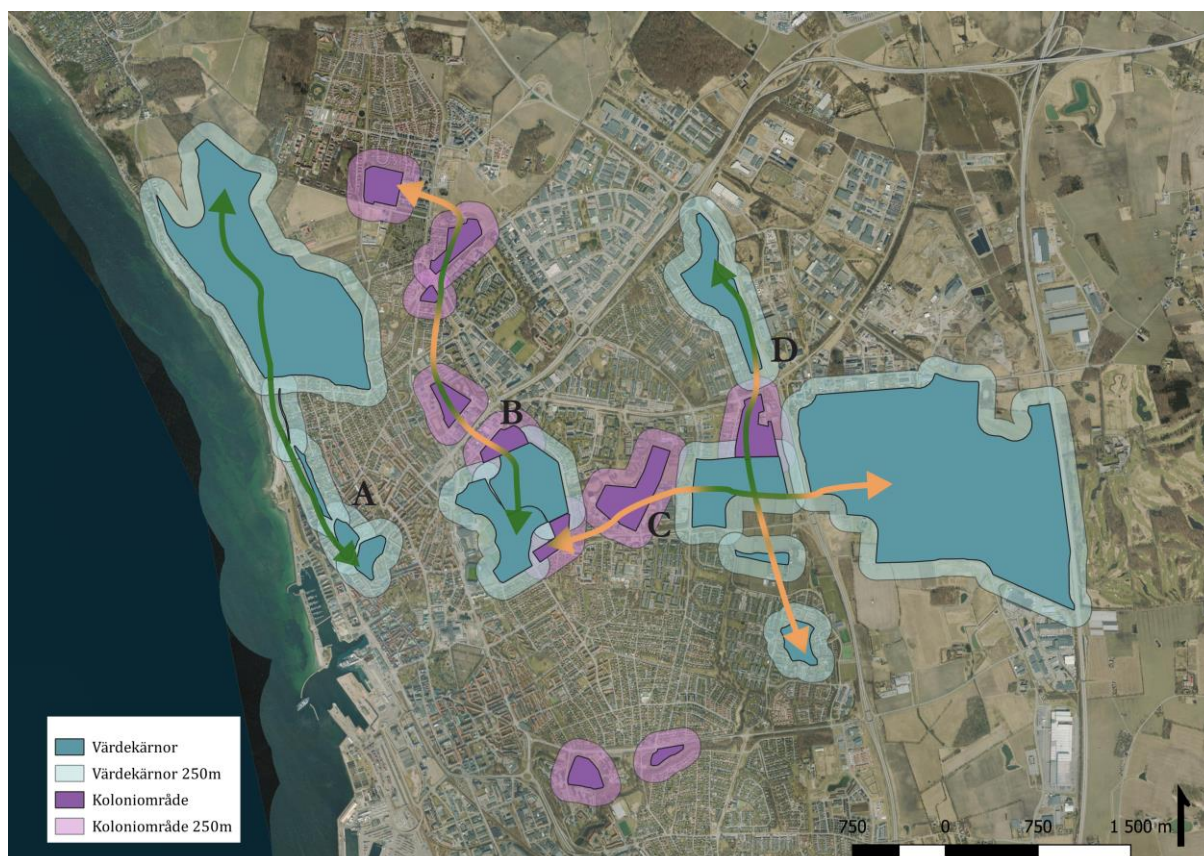 D
B
A
C
Värdekärnor
Värdekärnor 250m
Koloniområde
Koloniområde 250m
750 0 750 1 500 m